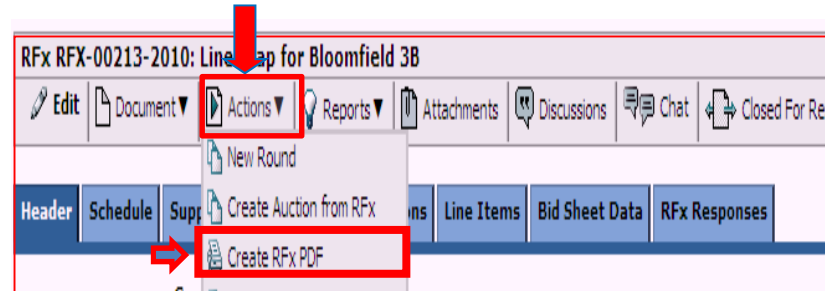 RFx RFX-00213-2010: Line ap for Bloomfield 3B
Edit Document Actions Reports Attachments Discussions Chat Closed For Re
New Round
Create Auction from RFx
Header Schedule Supp ns Line Items Bid Sheet Data RFx Responses
Create RFx PDF